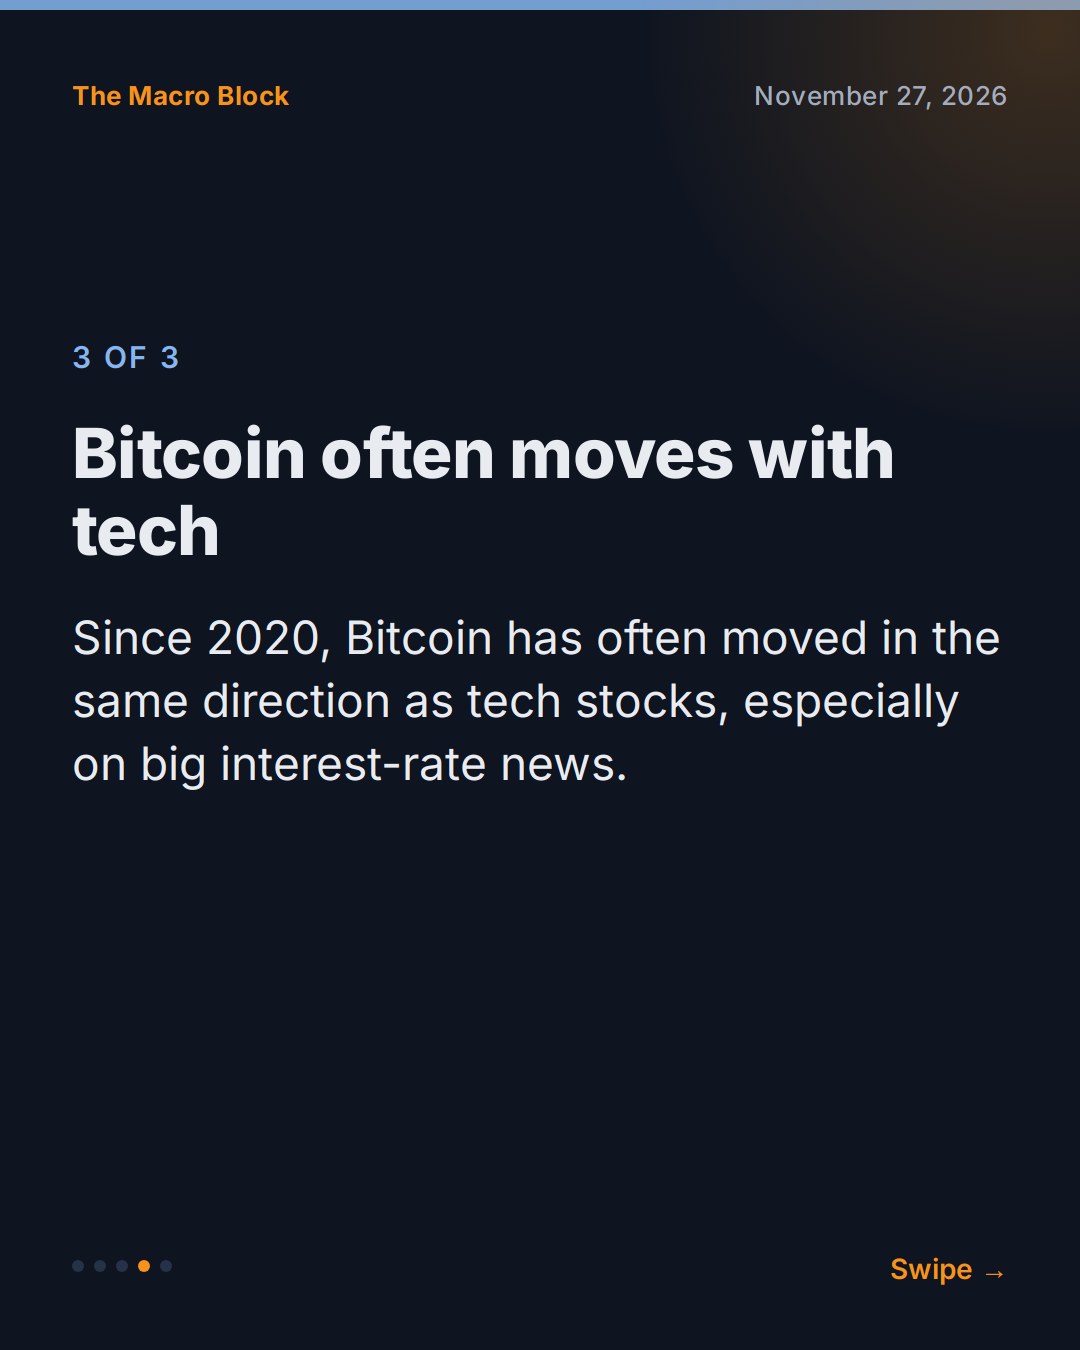 The Macro Block
November 27, 2026
3 OF 3
Bitcoin often moves with
tech
Since 2020, Bitcoin has often moved in the
same direction as tech stocks, especially
on big interest-rate news.
Swipe →